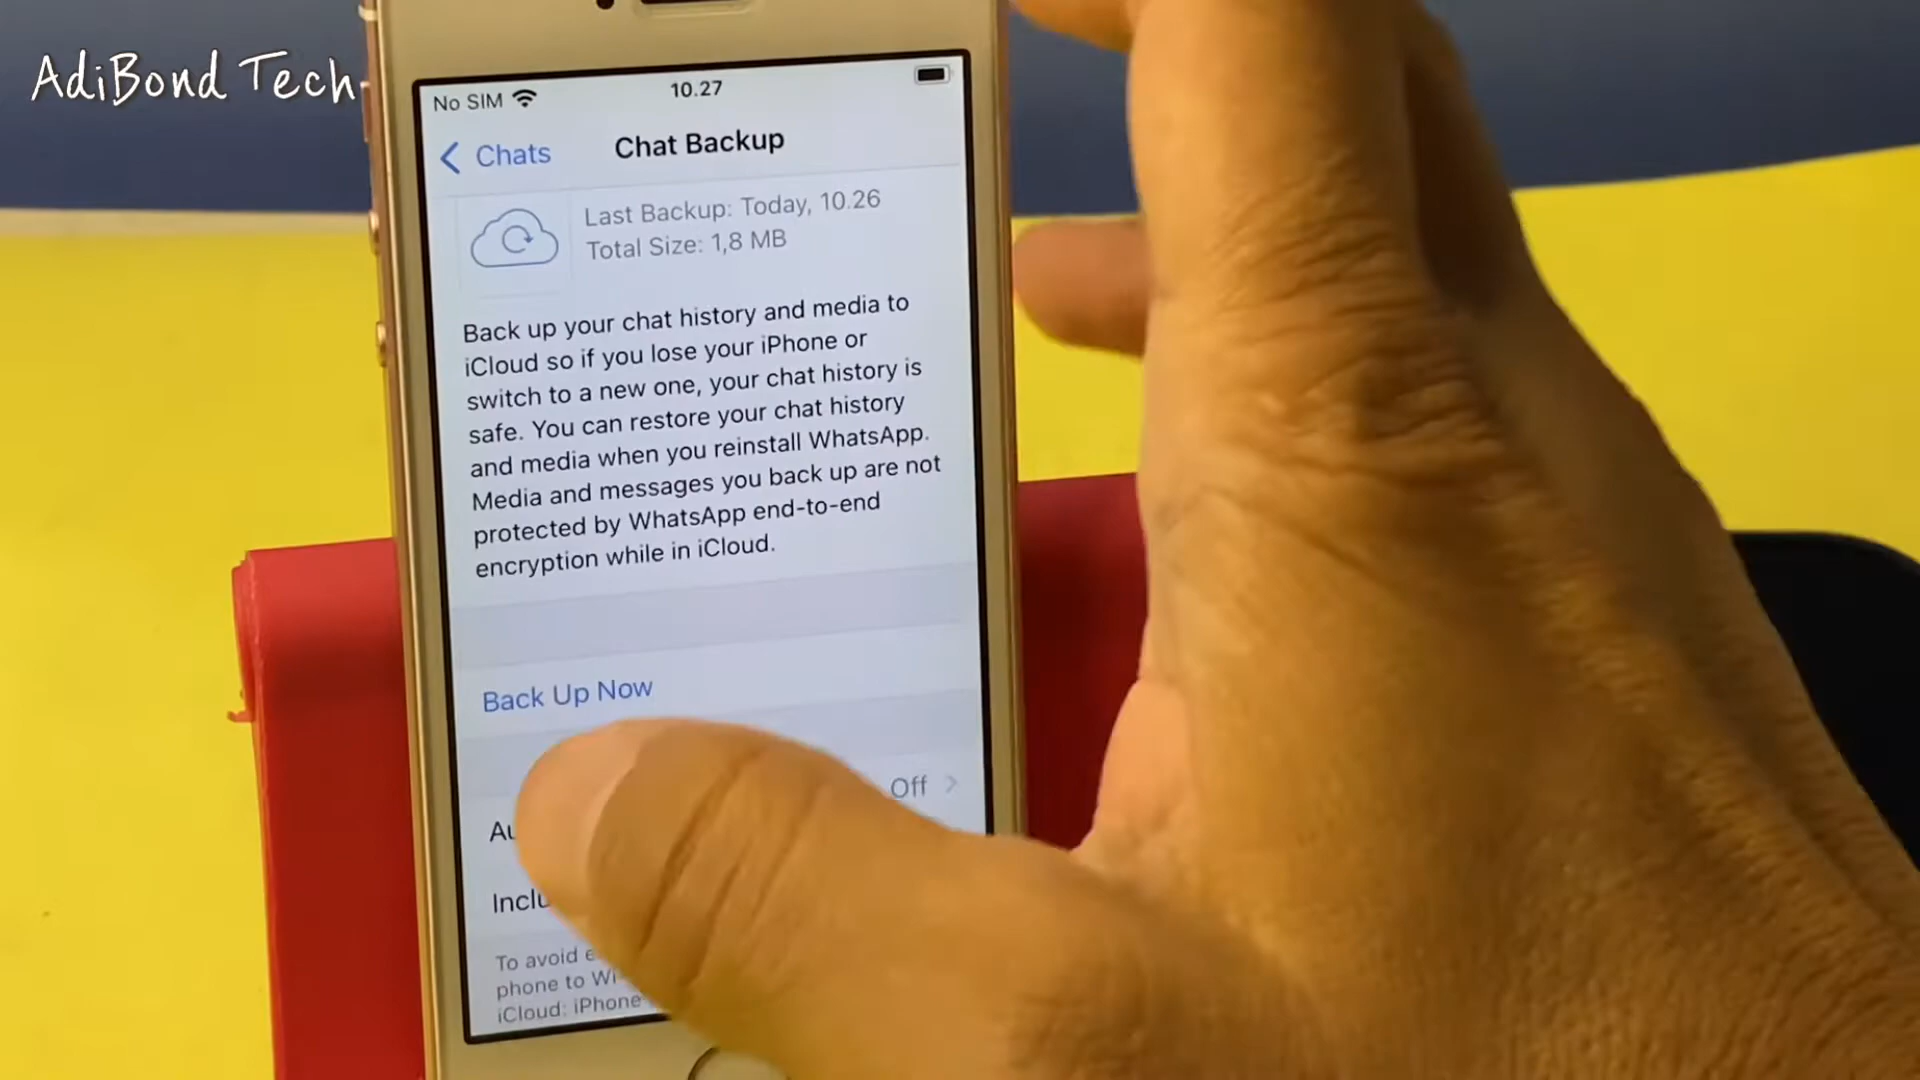 AdiBond Tech
No SIM 10.27
Chats Chat Backup
Last Backup: Today, 10.26
Total Size: 1,8 MB
Back up your chat history and media to
iCloud so if you lose your iPhone or
switch to a new one, your chat history is
safe. You can restore your chat history
and media when you reinstall WhatsApp.
Media and messages you back up are not
protected by WhatsApp end-to-end
encryption while in iCloud.
Back Up Now
Off
To avoid
phone to
iCloud: iPhone